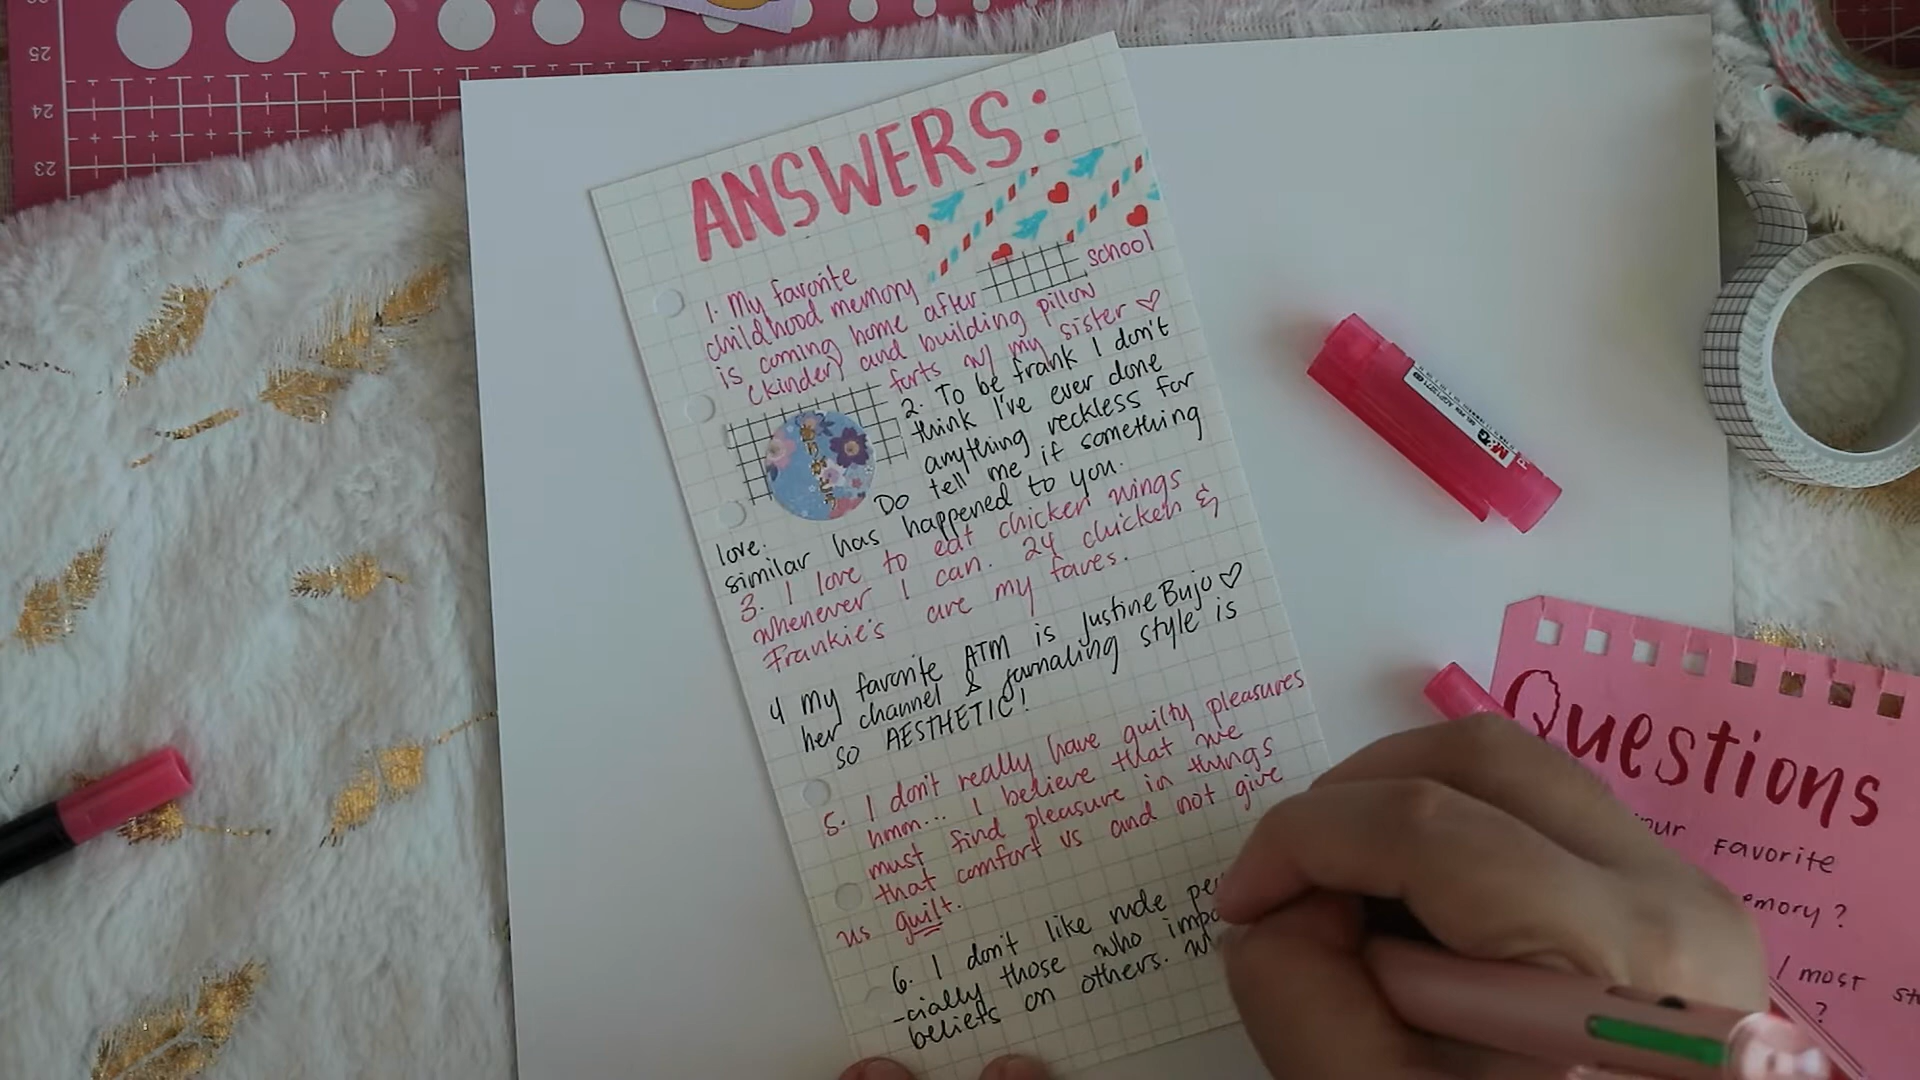 25
24
23
ANSWERS:
1. My favorite
childhood memory
is coming home after school
(kinder) and building pillow
forts w/ my sister ♡
2. To be frank I don't
think I've ever done
anything reckless for
love. Do tell me if something
similar has happened to you.
3. I love to eat chicken wings
whenever I can. 24 chicken &
Frankie's are my faves.
4 my favorite ATM is Justine Bujo ♡
her channel & journaling style is
so AESTHETIC!
5. I don't really have guilty pleasures
hmm... I believe that we
must find pleasure in things
that comfort us and not give
us guilt.
6. I don't like rude
-cially those who
beliefs on others.
Questions
Favorite
?
/ most
?